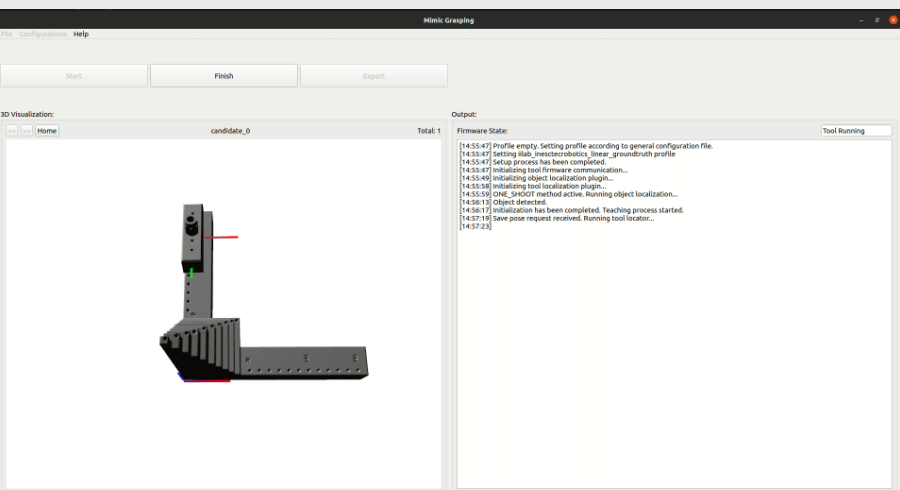 Mimic Grasping
File Configurations Help
Start Finish Export
3D Visualization: Output:
<< >> Home candidate_0 Total: 1 Firmware State: Tool Running
[14:55:47] Profile empty. Setting profile according to general configuration file.
[14:55:47] Setting iilab_inesctecrobotics_linear_groundtruth profile
[14:55:47] Setup process has been completed.
[14:55:47] Initializing tool firmware communication...
[14:55:49] Initializing object localization plugin...
[14:55:58] Initializing tool localization plugin...
[14:55:59] ONE_SHOOT method active. Running object localization...
[14:56:13] Object detected.
[14:56:17] Initialization has been completed. Teaching process started.
[14:57:19] Save pose request received. Running tool locator...
[14:57:23]